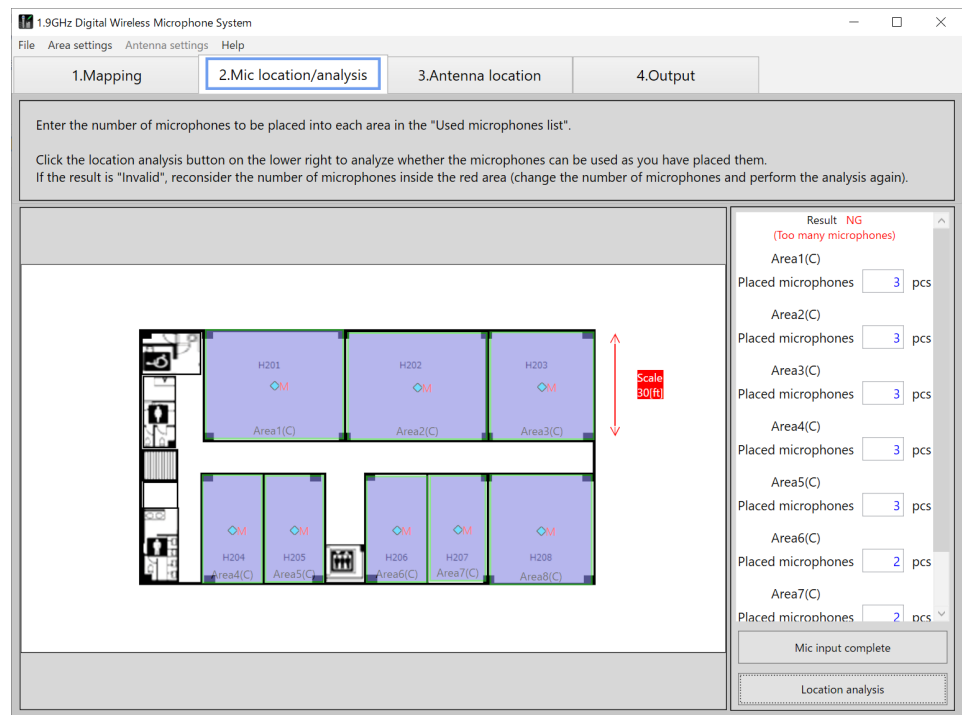 1.9GHz Digital Wireless Microphone System
File Area settings Antenna settings Help
1.Mapping 2.Mic location/analysis 3.Antenna location 4.Output
Enter the number of microphones to be placed into each area in the "Used microphones list".
Click the location analysis button on the lower right to analyze whether the microphones can be used as you have placed them.
If the result is "Invalid", reconsider the number of microphones inside the red area (change the number of microphones and perform the analysis again).
H201 H202 H203
M M M
Area1(C) Area2(C) Area3(C)
Scale
30[ft]
M M M M M
H204 H205 H206 H207 H208
Area4(C) Area5(C) Area6(C) Area7(C) Area8(C)
Result NG
(Too many microphones)
Area1(C)
Placed microphones 3 pcs
Area2(C)
Placed microphones 3 pcs
Area3(C)
Placed microphones 3 pcs
Area4(C)
Placed microphones 3 pcs
Area5(C)
Placed microphones 3 pcs
Area6(C)
Placed microphones 2 pcs
Area7(C)
Placed microphones 2 pcs
Mic input complete
Location analysis